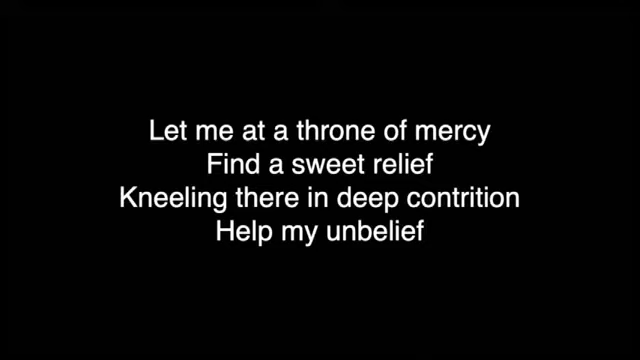 Let me at a throne of mercy
Find a sweet relief
Kneeling there in deep contrition
Help my unbelief